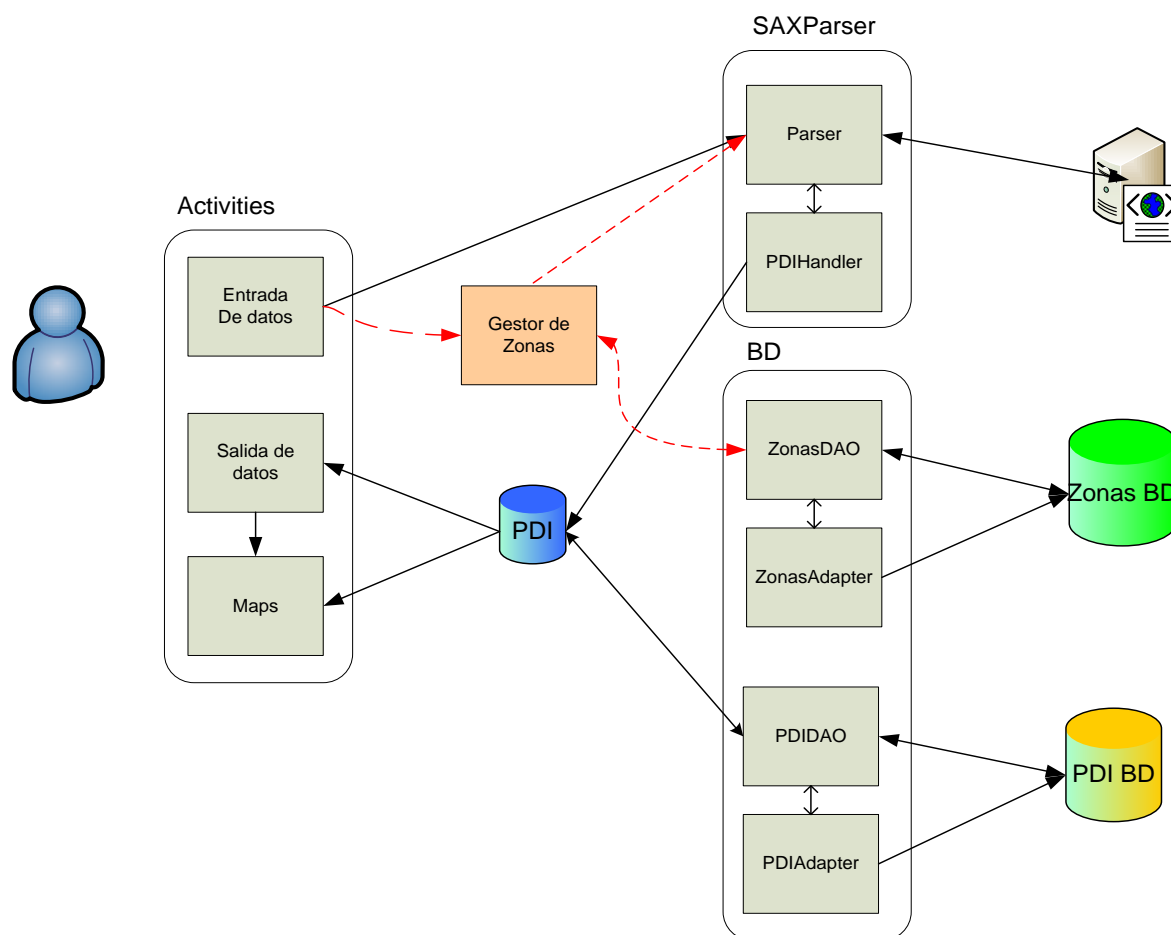 SAXParser
Parser
PDIHandler
Activities
Entrada
De datos
Gestor de
Zonas
Salida de
datos
Maps
PDI
BD
ZonasDAO
ZonasAdapter
Zonas BD
PDIDAO
PDIAdapter
PDI BD